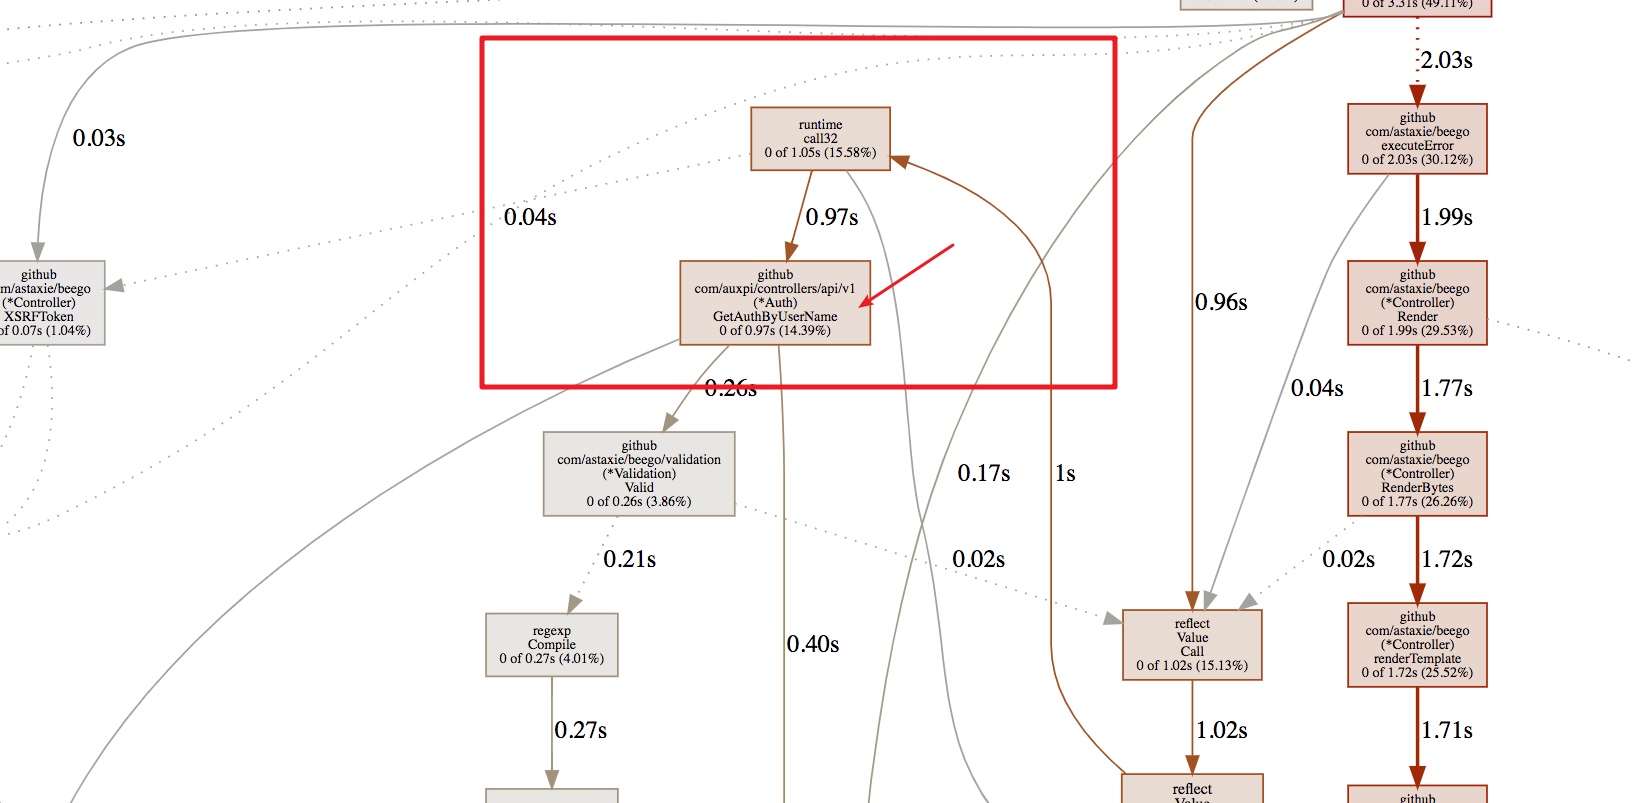 0 of 3.31s (49.11%)
2.03s
github
com/astaxie/beego
executeError
0 of 2.03s (30.12%)
runtime
call32
0 of 1.05s (15.58%)
0.03s
0.04s
0.97s
1.99s
github
m/astaxie/beego
(*Controller)
XSRFToken
of 0.07s (1.04%)
github
com/auxpi/controllers/api/v1
(*Auth)
GetAuthByUserName
0 of 0.97s (14.39%)
0.96s
github
com/astaxie/beego
(*Controller)
Render
0 of 1.99s (29.53%)
0.26s
0.04s
1.77s
github
com/astaxie/beego/validation
(*Validation)
Valid
0 of 0.26s (3.86%)
0.17s
1s
github
com/astaxie/beego
(*Controller)
RenderBytes
0 of 1.77s (26.26%)
0.21s
0.02s
0.02s
1.72s
regexp
Compile
0 of 0.27s (4.01%)
0.40s
reflect
Value
Call
0 of 1.02s (15.13%)
github
com/astaxie/beego
(*Controller)
renderTemplate
0 of 1.72s (25.52%)
0.27s
1.02s
1.71s
reflect
Value
github